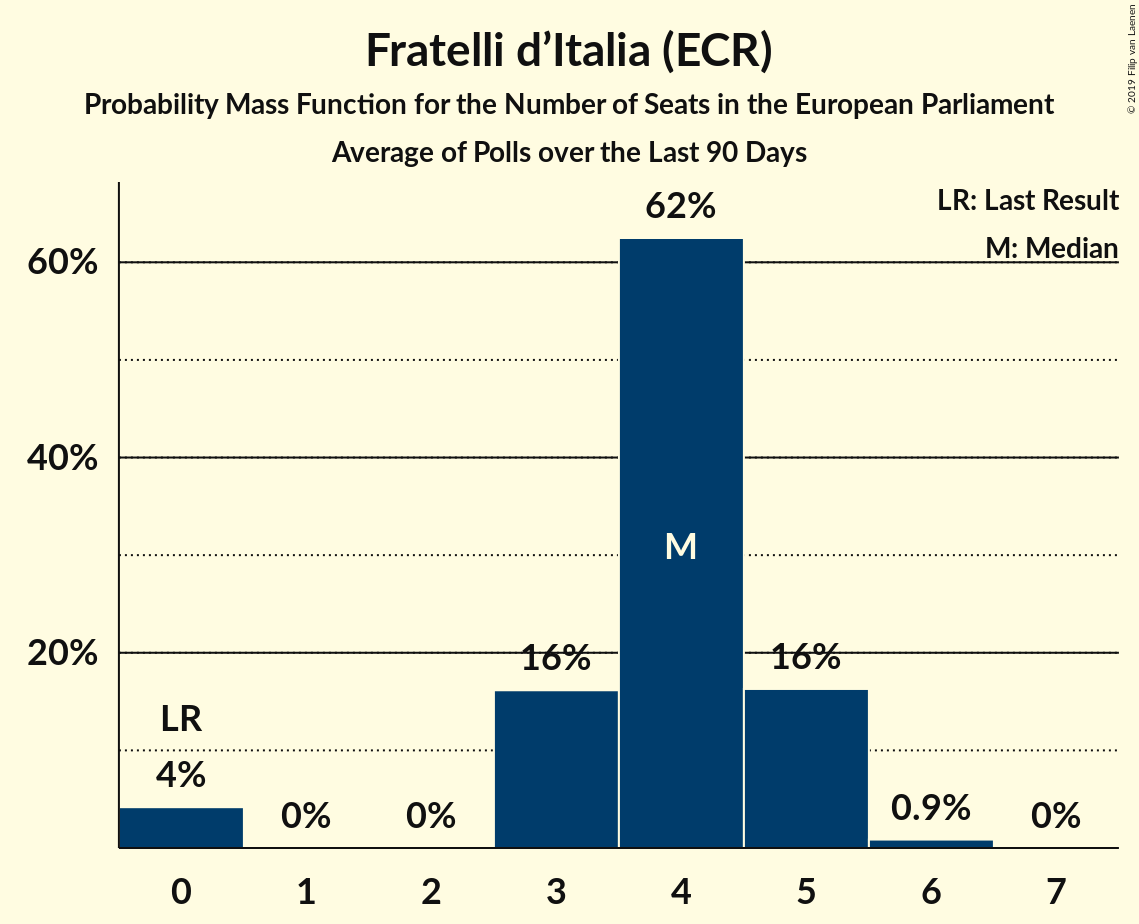 Fratelli d’Italia (ECR)
Probability Mass Function for the Number of Seats in the European Parliament
Average of Polls over the Last 90 Days
© 2019 Filip van Laenen
LR: Last Result
M: Median
62%
60%
40%
M
20%
16%
16%
LR
4%
0%
0%
0.9%
0%
0 1 2 3 4 5 6 7